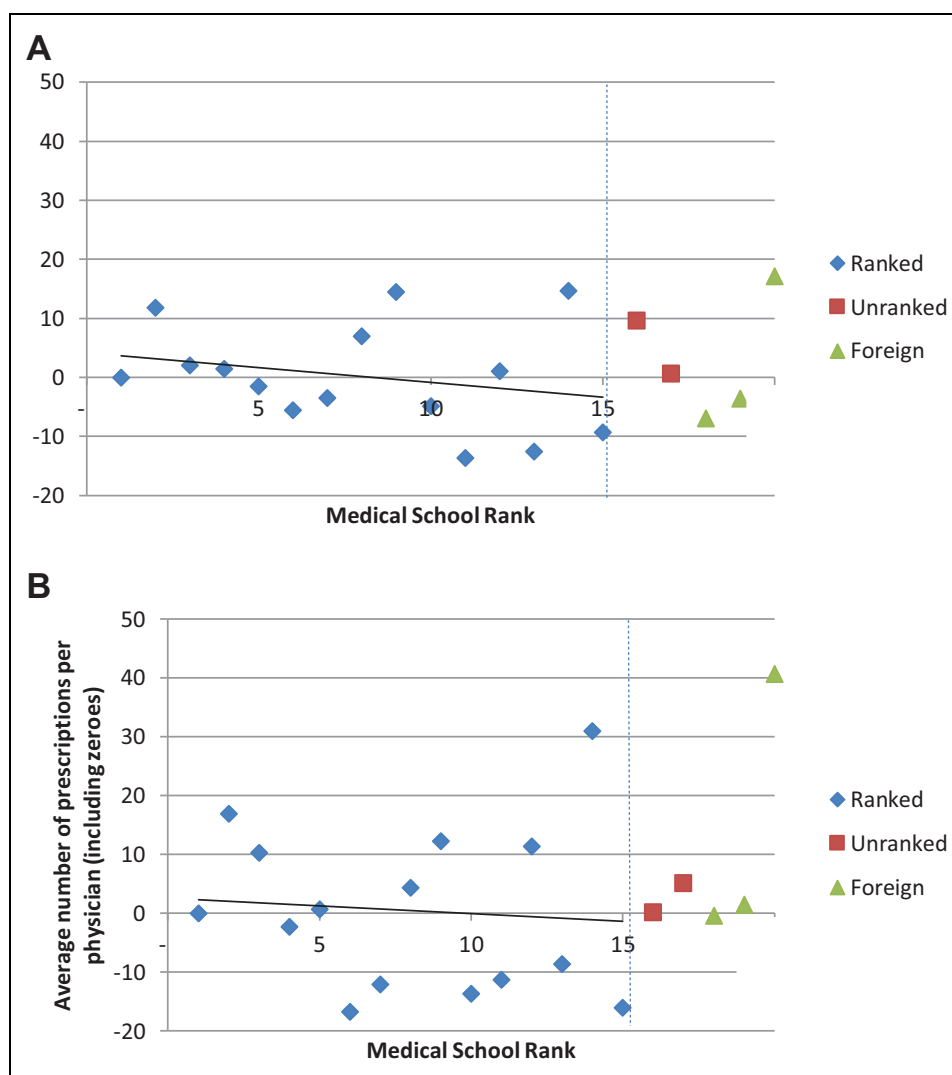 A
50
40
30
20
10
0
-10
-20
-
5
10
15
Medical School Rank
Ranked
Unranked
Foreign
B
Average number of prescriptions per
physician (including zeroes)
50
40
30
20
10
0
-10
-20
-
5
10
15
Medical School Rank
Ranked
Unranked
Foreign